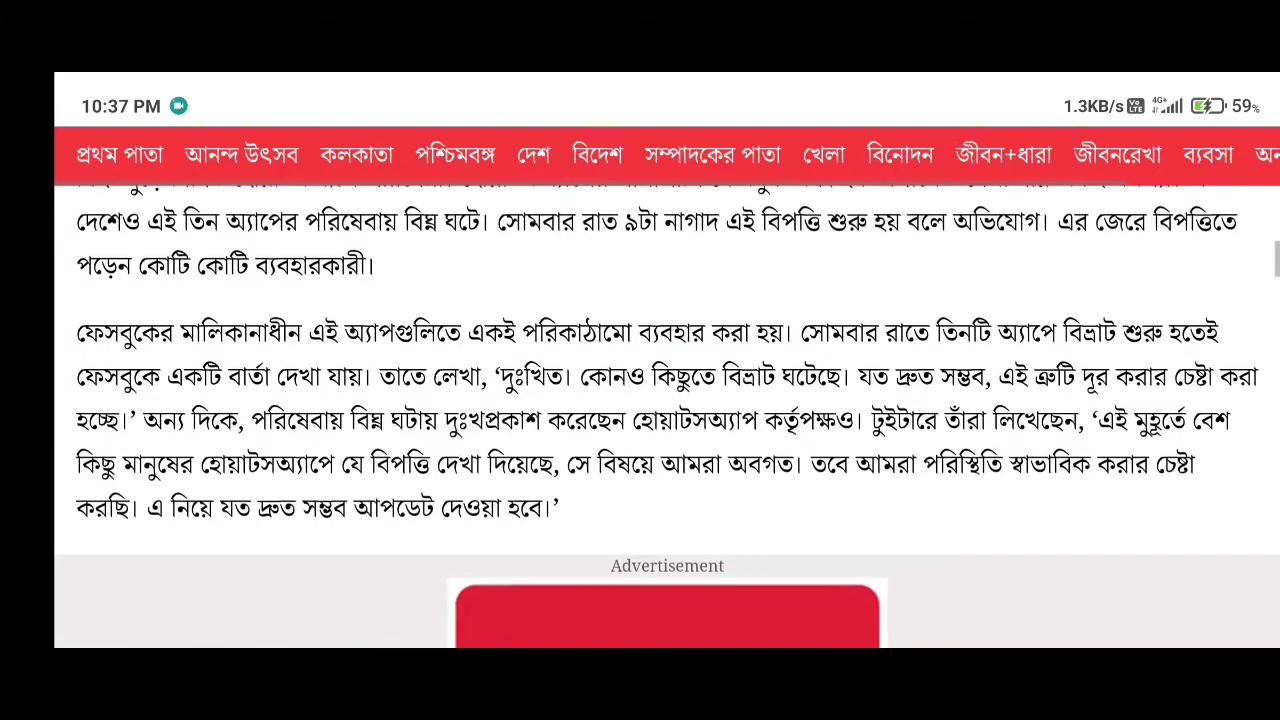 10:37 PM 1.3KB/s Vo LTE 4G+ 59%
প্রথম পাতা আনন্দ উৎসব কলকাতা পশ্চিমবঙ্গ দেশ বিদেশ সম্পাদকের পাতা খেলা বিনোদন জীবন+ধারা জীবনরেখা ব্যবসা
দেশেও এই তিন অ্যাপের পরিষেবায় বিঘ্ন ঘটে। সোমবার রাত ৯টা নাগাদ এই বিপত্তি শুরু হয় বলে অভিযোগ। এর জেরে বিপত্তিতে
পড়েন কোটি কোটি ব্যবহারকারী।
ফেসবুকের মালিকানাধীন এই অ্যাপগুলিতে একই পরিকাঠামো ব্যবহার করা হয়। সোমবার রাতে তিনটি অ্যাপে বিভ্রাট শুরু হতেই
ফেসবুকে একটি বার্তা দেখা যায়। তাতে লেখা, ‘দুঃখিত। কোনও কিছুতে বিভ্রাট ঘটেছে। যত দ্রুত সম্ভব, এই ত্রুটি দূর করার চেষ্টা করা
হচ্ছে।’ অন্য দিকে, পরিষেবায় বিঘ্ন ঘটায় দুঃখপ্রকাশ করেছেন হোয়াটসঅ্যাপ কর্তৃপক্ষও। টুইটারে তাঁরা লিখেছেন, ‘এই মুহূর্তে বেশ
কিছু মানুষের হোয়াটসঅ্যাপে যে বিপত্তি দেখা দিয়েছে, সে বিষয়ে আমরা অবগত। তবে আমরা পরিস্থিতি স্বাভাবিক করার চেষ্টা
করছি। এ নিয়ে যত দ্রুত সম্ভব আপডেট দেওয়া হবে।’
Advertisement